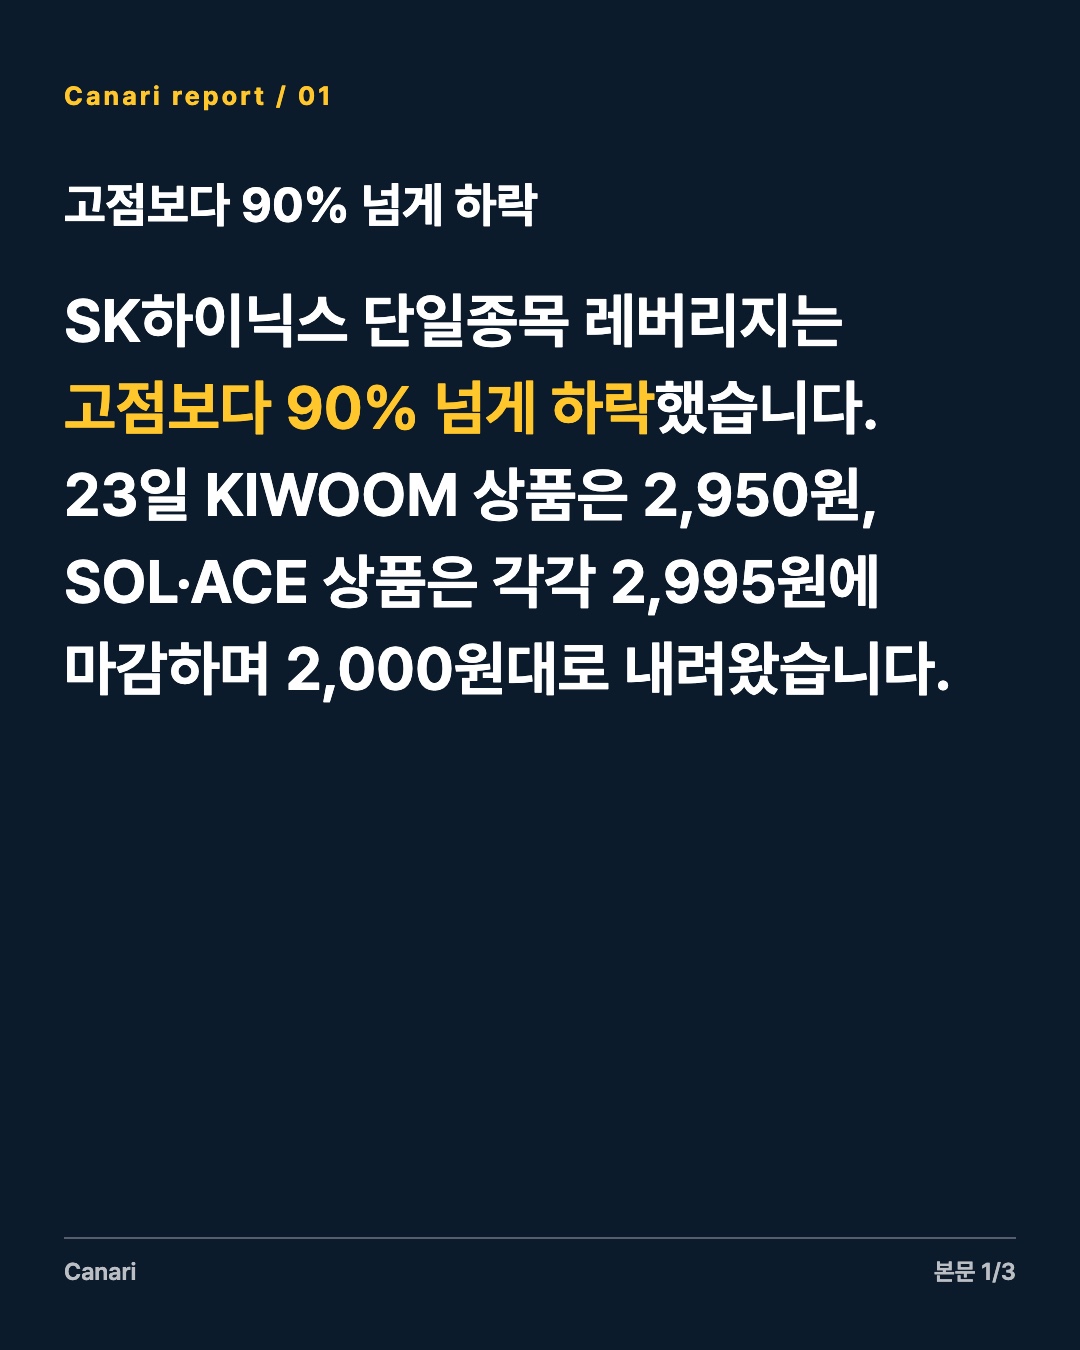 Canari report / 01
고점보다 90% 넘게 하락
SK하이닉스 단일종목 레버리지는
고점보다 90% 넘게 하락했습니다.
23일 KIWOOM 상품은 2,950원,
SOL·ACE 상품은 각각 2,995원에
마감하며 2,000원대로 내려왔습니다.
Canari
본문 1/3